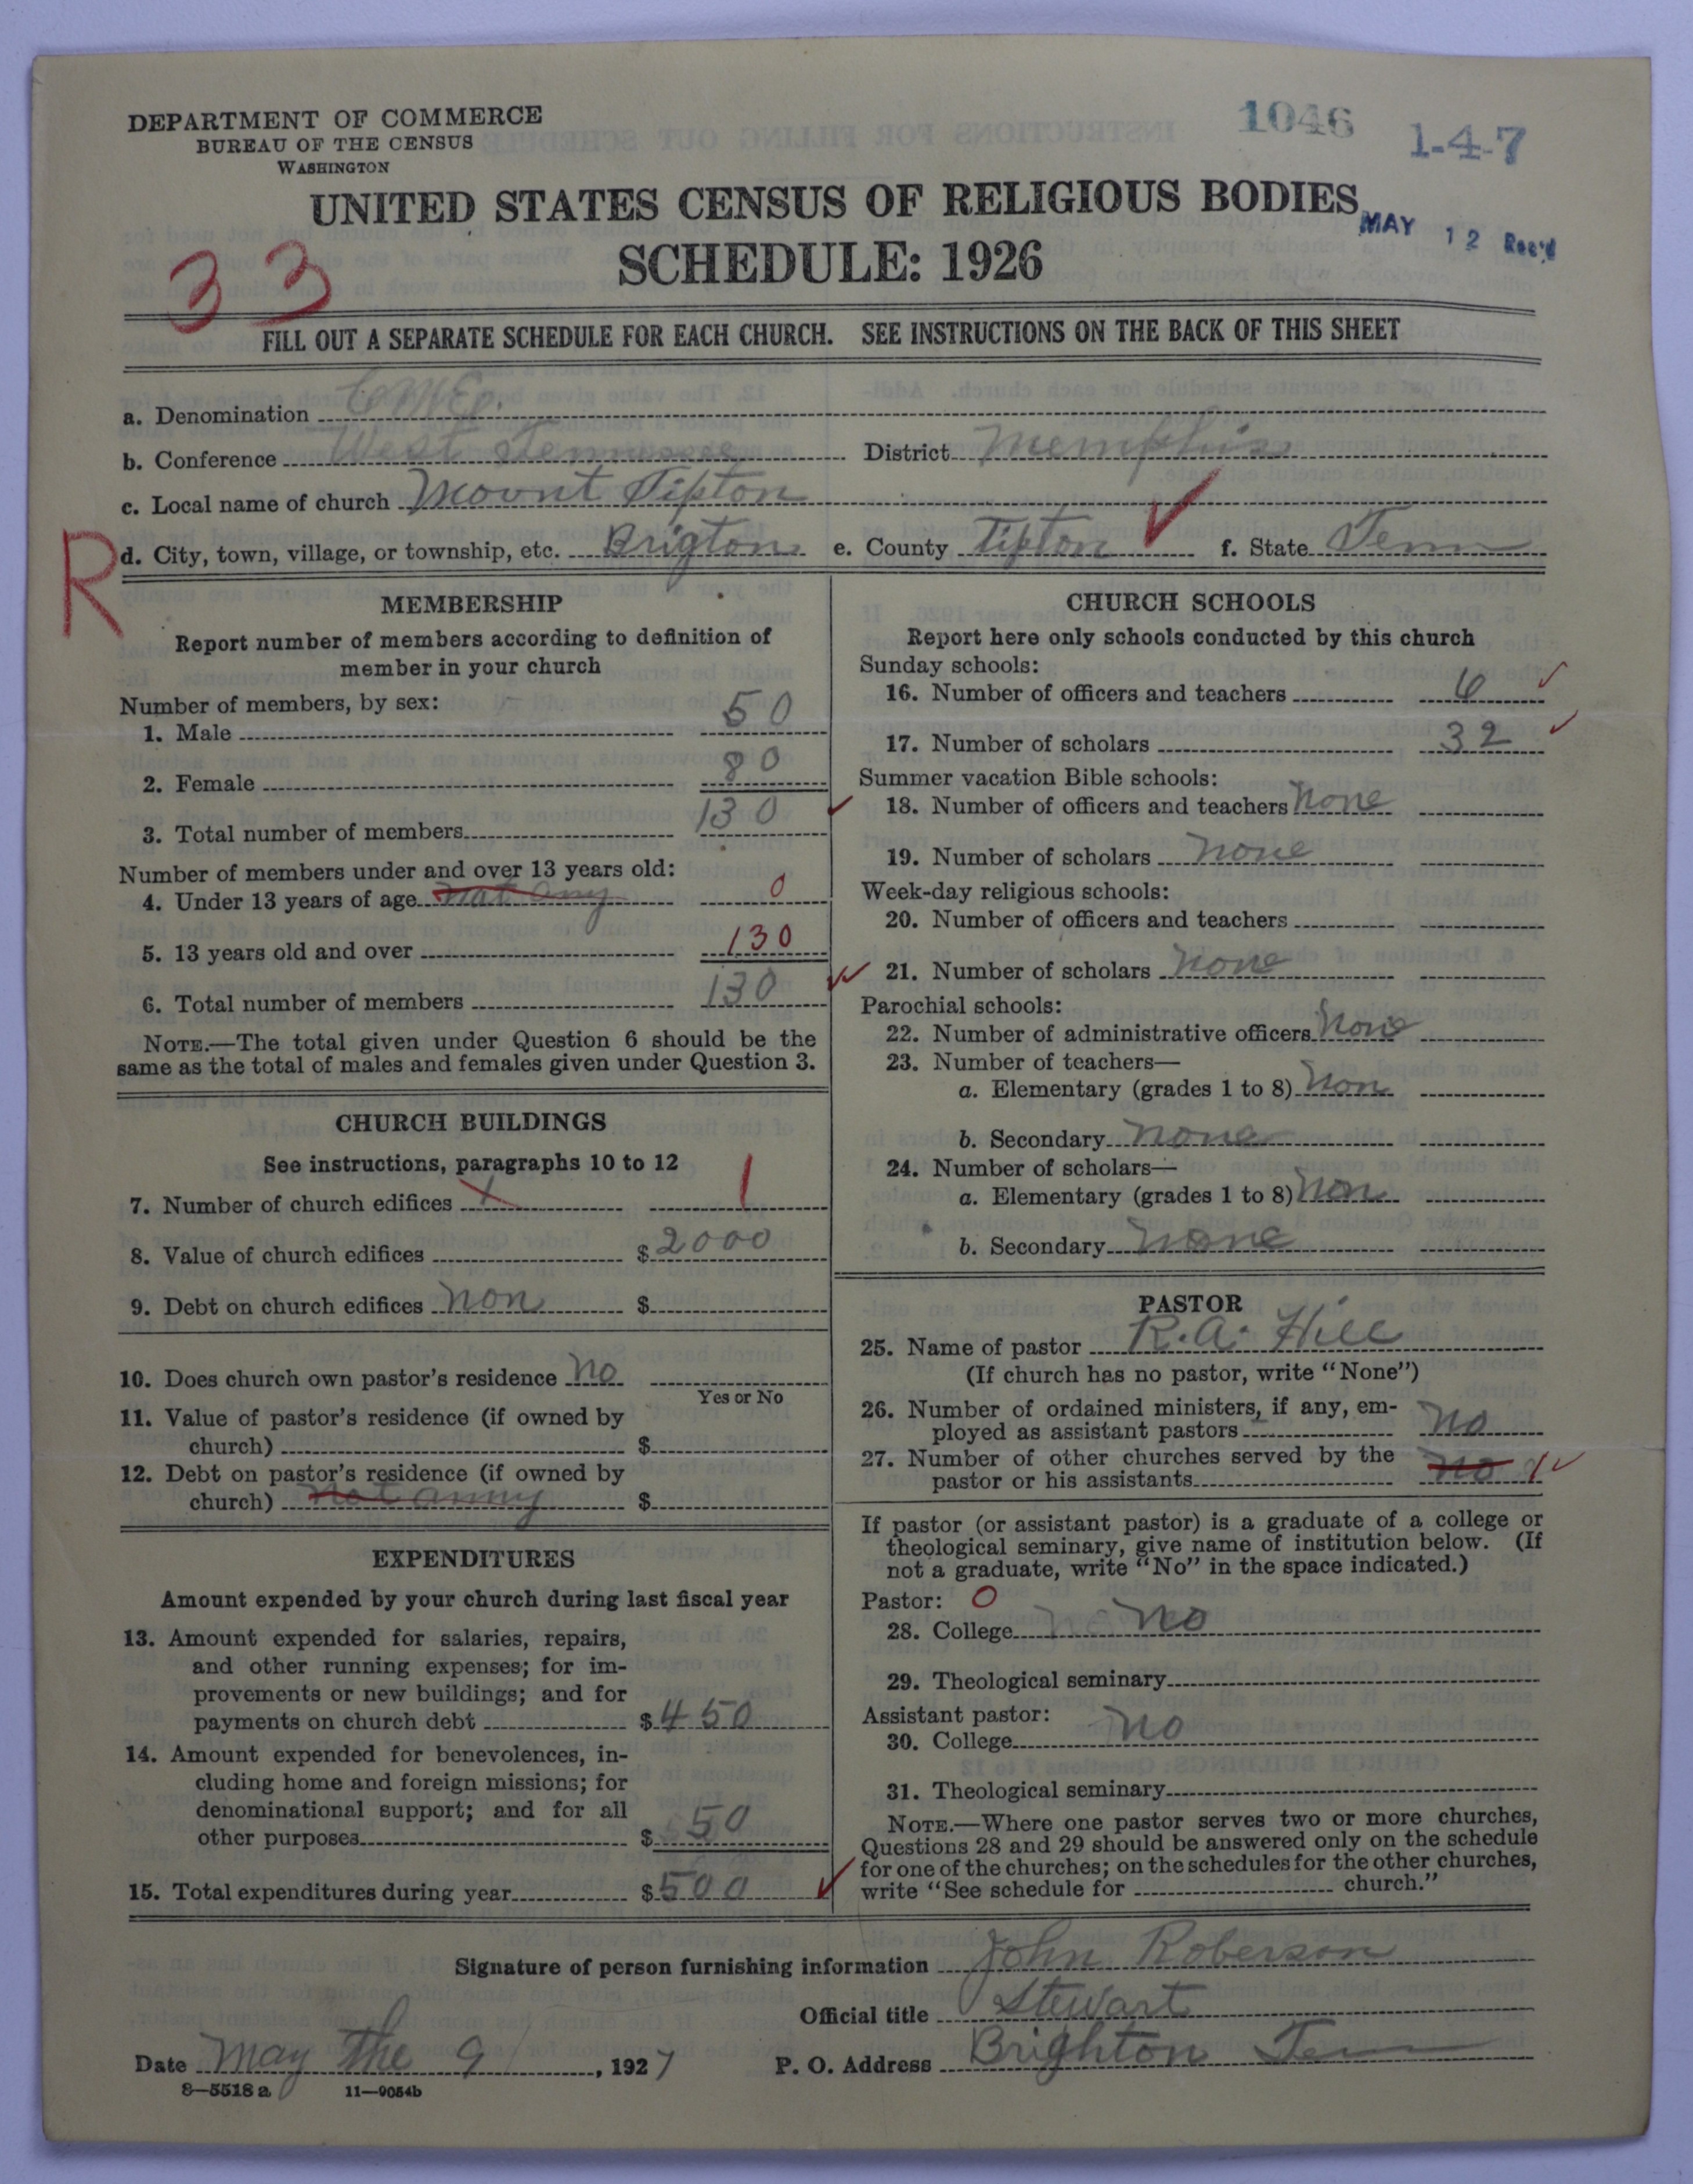 DEPARTMENT OF COMMERCE
BUREAU OF THE CENSUS
WASHINGTON
1046
1-4-7
UNITED STATES CENSUS OF RELIGIOUS BODIES
SCHEDULE: 1926
MAY 12 Rec'd
33
FILL OUT A SEPARATE SCHEDULE FOR EACH CHURCH. SEE INSTRUCTIONS ON THE BACK OF THIS SHEET
a. Denomination C M Ep.
b. Conference West Tennessee District Memphis
c. Local name of church Mount Tipton
R
d. City, town, village, or township, etc. Brigton e. County Tipton f. State Tenn
MEMBERSHIP
Report number of members according to definition of
member in your church
Number of members, by sex:
1. Male 50
2. Female 80
3. Total number of members 130
Number of members under and over 13 years old:
4. Under 13 years of age not any 0
5. 13 years old and over 130
6. Total number of members 130
NOTE.—The total given under Question 6 should be the
same as the total of males and females given under Question 3.
CHURCH BUILDINGS
See instructions, paragraphs 10 to 12
7. Number of church edifices 1
8. Value of church edifices $2000
9. Debt on church edifices non $
10. Does church own pastor's residence no
Yes or No
11. Value of pastor's residence (if owned by
church) $
12. Debt on pastor's residence (if owned by
church) not anny $
EXPENDITURES
Amount expended by your church during last fiscal year
13. Amount expended for salaries, repairs,
and other running expenses; for im-
provements or new buildings; and for
payments on church debt $450
14. Amount expended for benevolences, in-
cluding home and foreign missions; for
denominational support; and for all
other purposes $50
15. Total expenditures during year $500
CHURCH SCHOOLS
Report here only schools conducted by this church
Sunday schools:
16. Number of officers and teachers 6
17. Number of scholars 32
Summer vacation Bible schools:
18. Number of officers and teachers none
19. Number of scholars none
Week-day religious schools:
20. Number of officers and teachers
21. Number of scholars none
Parochial schools:
22. Number of administrative officers none
23. Number of teachers—
a. Elementary (grades 1 to 8) non
b. Secondary none
24. Number of scholars—
a. Elementary (grades 1 to 8) non
b. Secondary none
PASTOR
25. Name of pastor R. A. Hill
(If church has no pastor, write "None")
26. Number of ordained ministers, if any, em-
ployed as assistant pastors no
27. Number of other churches served by the
pastor or his assistants no 1
If pastor (or assistant pastor) is a graduate of a college or
theological seminary, give name of institution below. (If
not a graduate, write "No" in the space indicated.)
Pastor: 0
28. College no
29. Theological seminary
Assistant pastor:
30. College no
31. Theological seminary
NOTE.—Where one pastor serves two or more churches,
Questions 28 and 29 should be answered only on the schedule
for one of the churches; on the schedules for the other churches,
write "See schedule for church."
Signature of person furnishing information John Roberson
Official title Stewart
Date May the 9, 1927 P. O. Address Brighton Tenn
8—5518 a 11—9054b